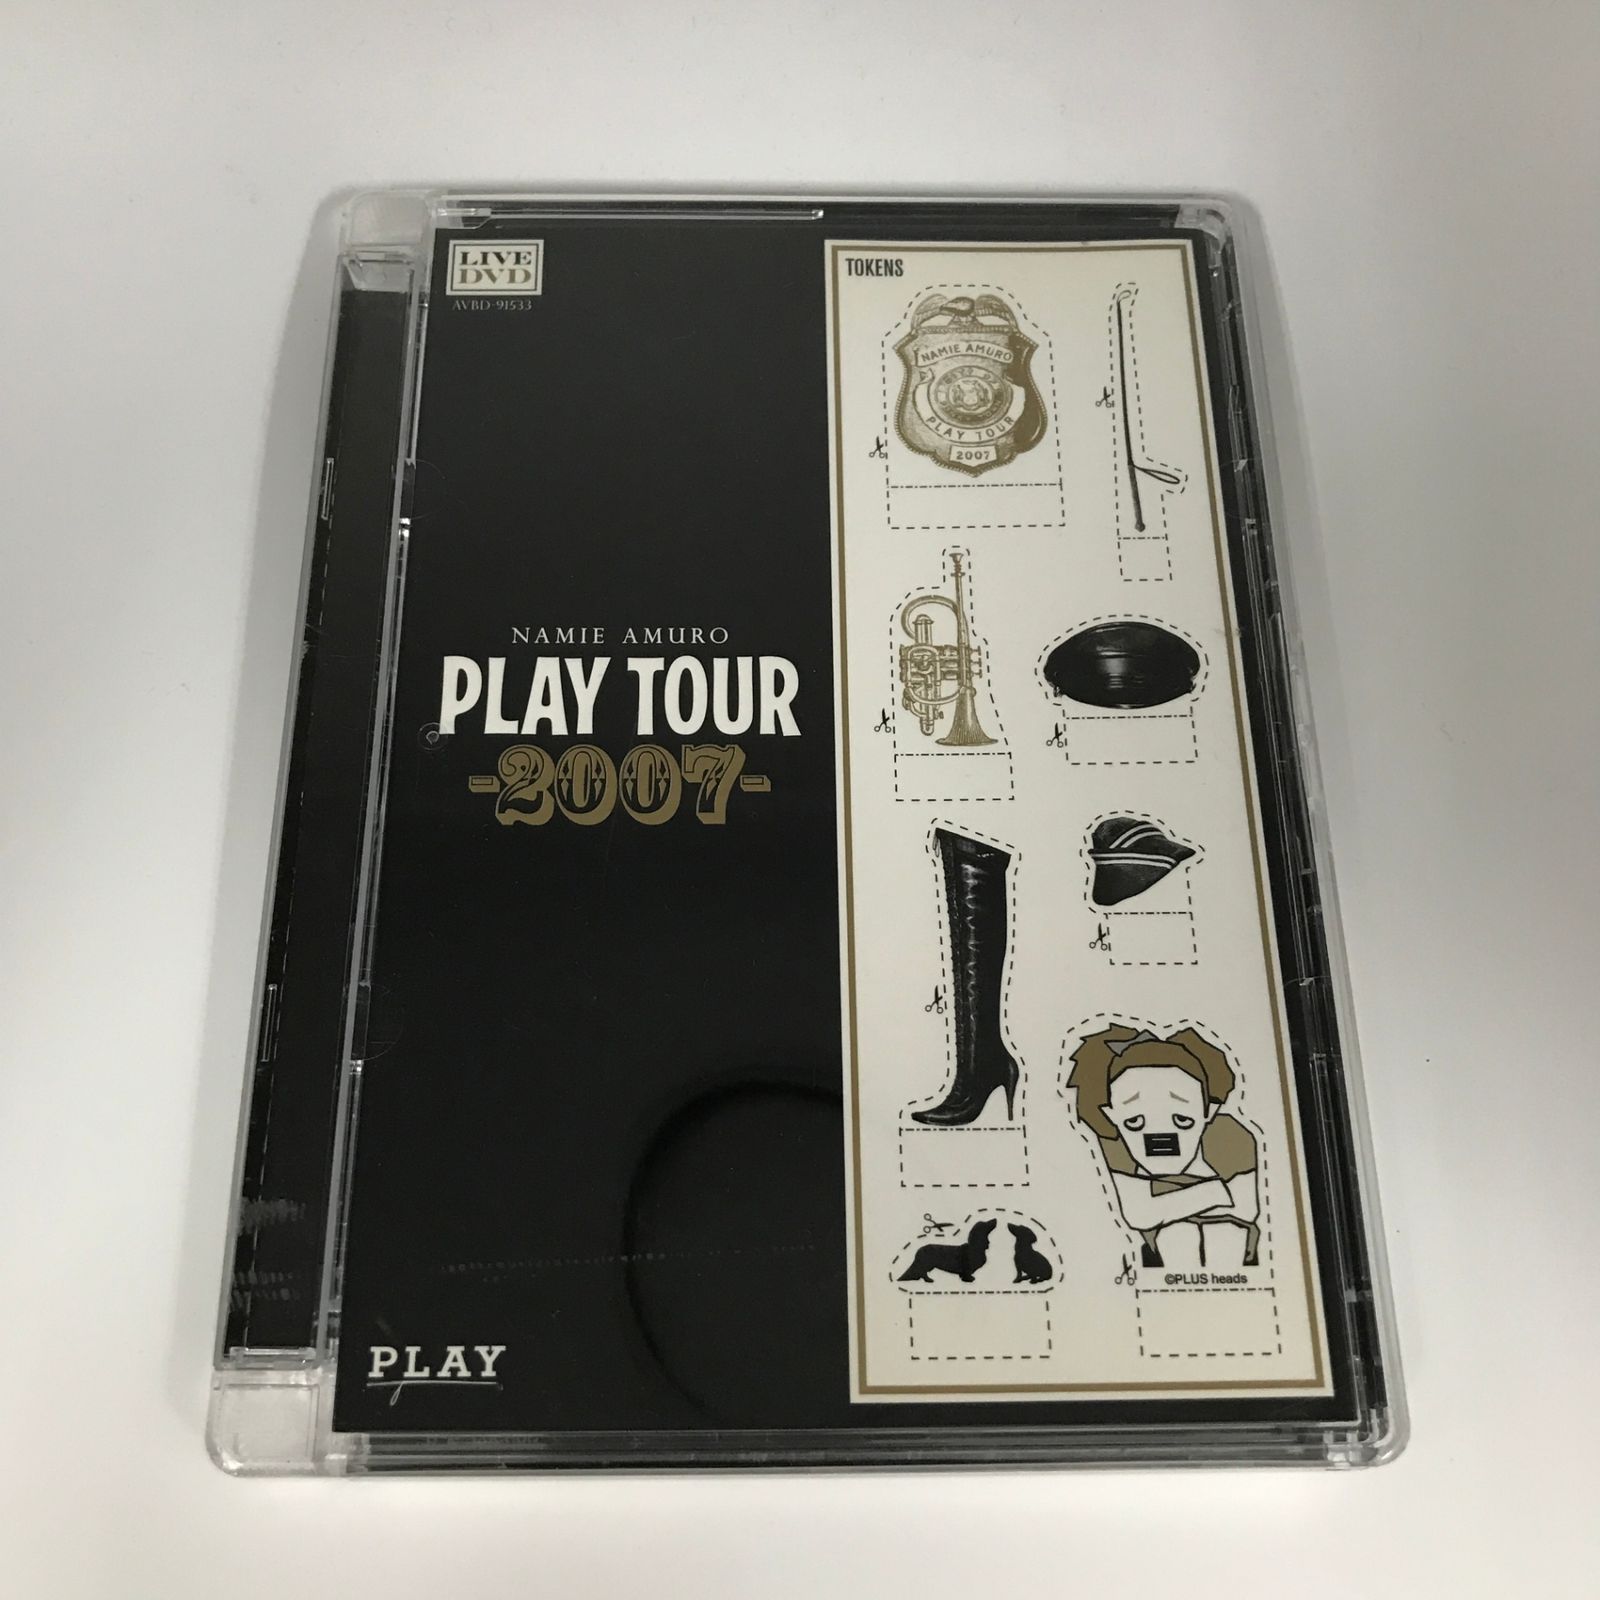 LIVE
DVD
AVBD-91533
NAMIE AMURO
PLAY TOUR
-2007-
PLAY
TOKENS
NAMIE AMURO
PLAY TOUR
2007
©PLUS heads